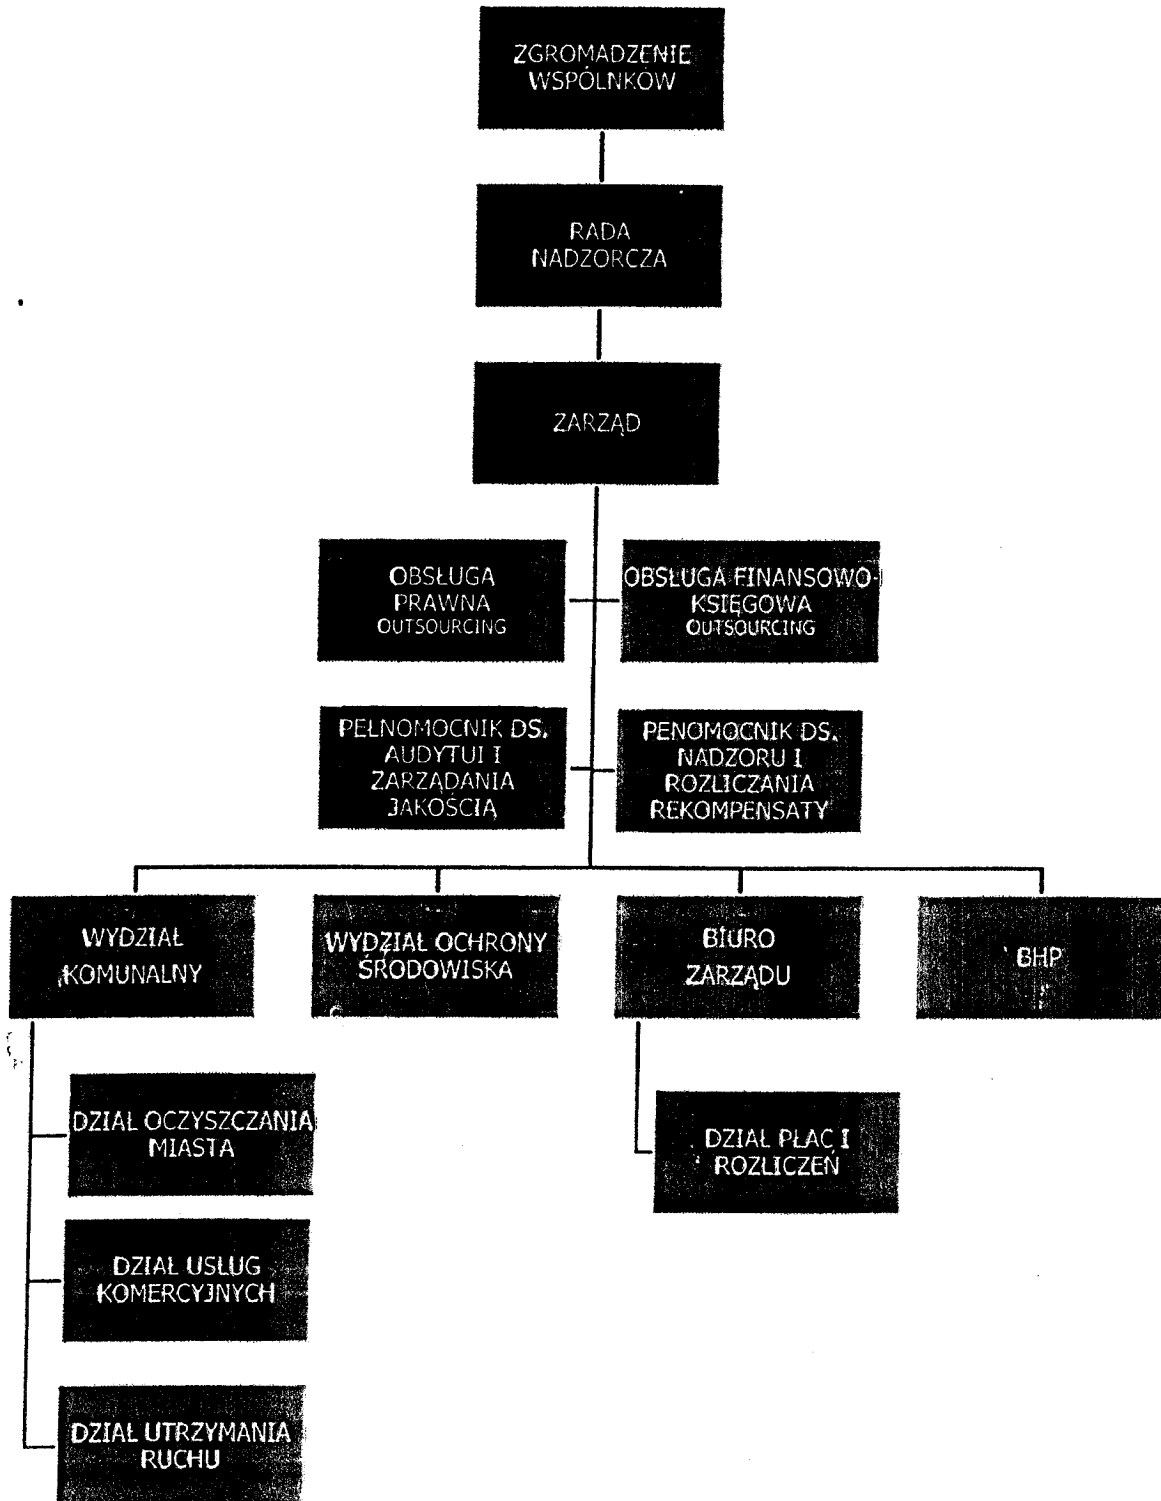 ZGROMADZENIE
WSPÓLNKÓW
RADA
NADZORCZA
ZARZĄD
OBSŁUGA
PRAWNA
OUTSOURCING
OBSŁUGA FINANSOWO-
KSIĘGOWA
OUTSOURCING
PEŁNOMOCNIK DS.
AUDYTUI I
ZARZĄDANIA
JAKOŚCIĄ
PENOMOCNIK DS.
NADZORU I
ROZLICZANIA
REKOMPENSATY
WYDZIAŁ
KOMUNALNY
WYDZIAŁ OCHRONY
ŚRODOWISKA
BIURO
ZARZĄDU
BHP
DZIAŁ OCZYSZCZANIA
MIASTA
DZIAŁ PŁAC I
ROZLICZEŃ
DZIAŁ USŁUG
KOMERCYJNYCH
DZIAŁ UTRZYMANIA
RUCHU